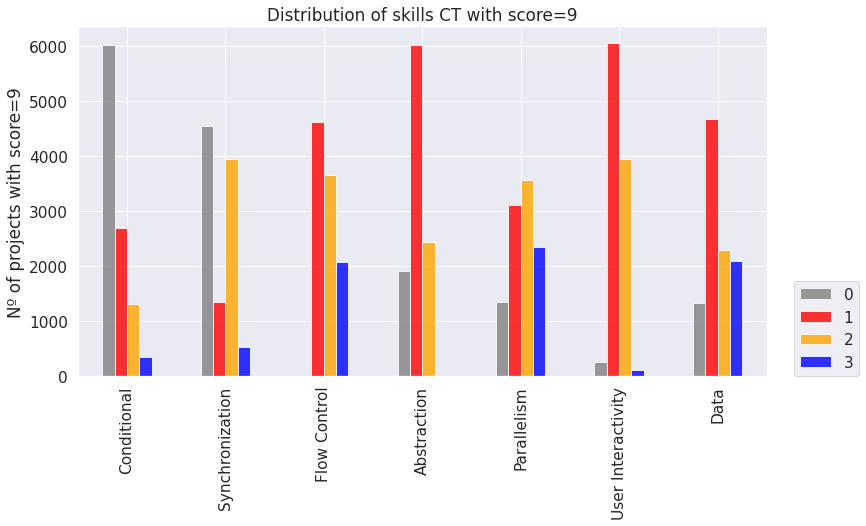 Distribution of skills CT with score=9
Nº of projects with score=9
6000
5000
4000
3000
2000
1000
0
Conditional
Synchronization
Flow Control
Abstraction
Parallelism
User Interactivity
Data
0
1
2
3